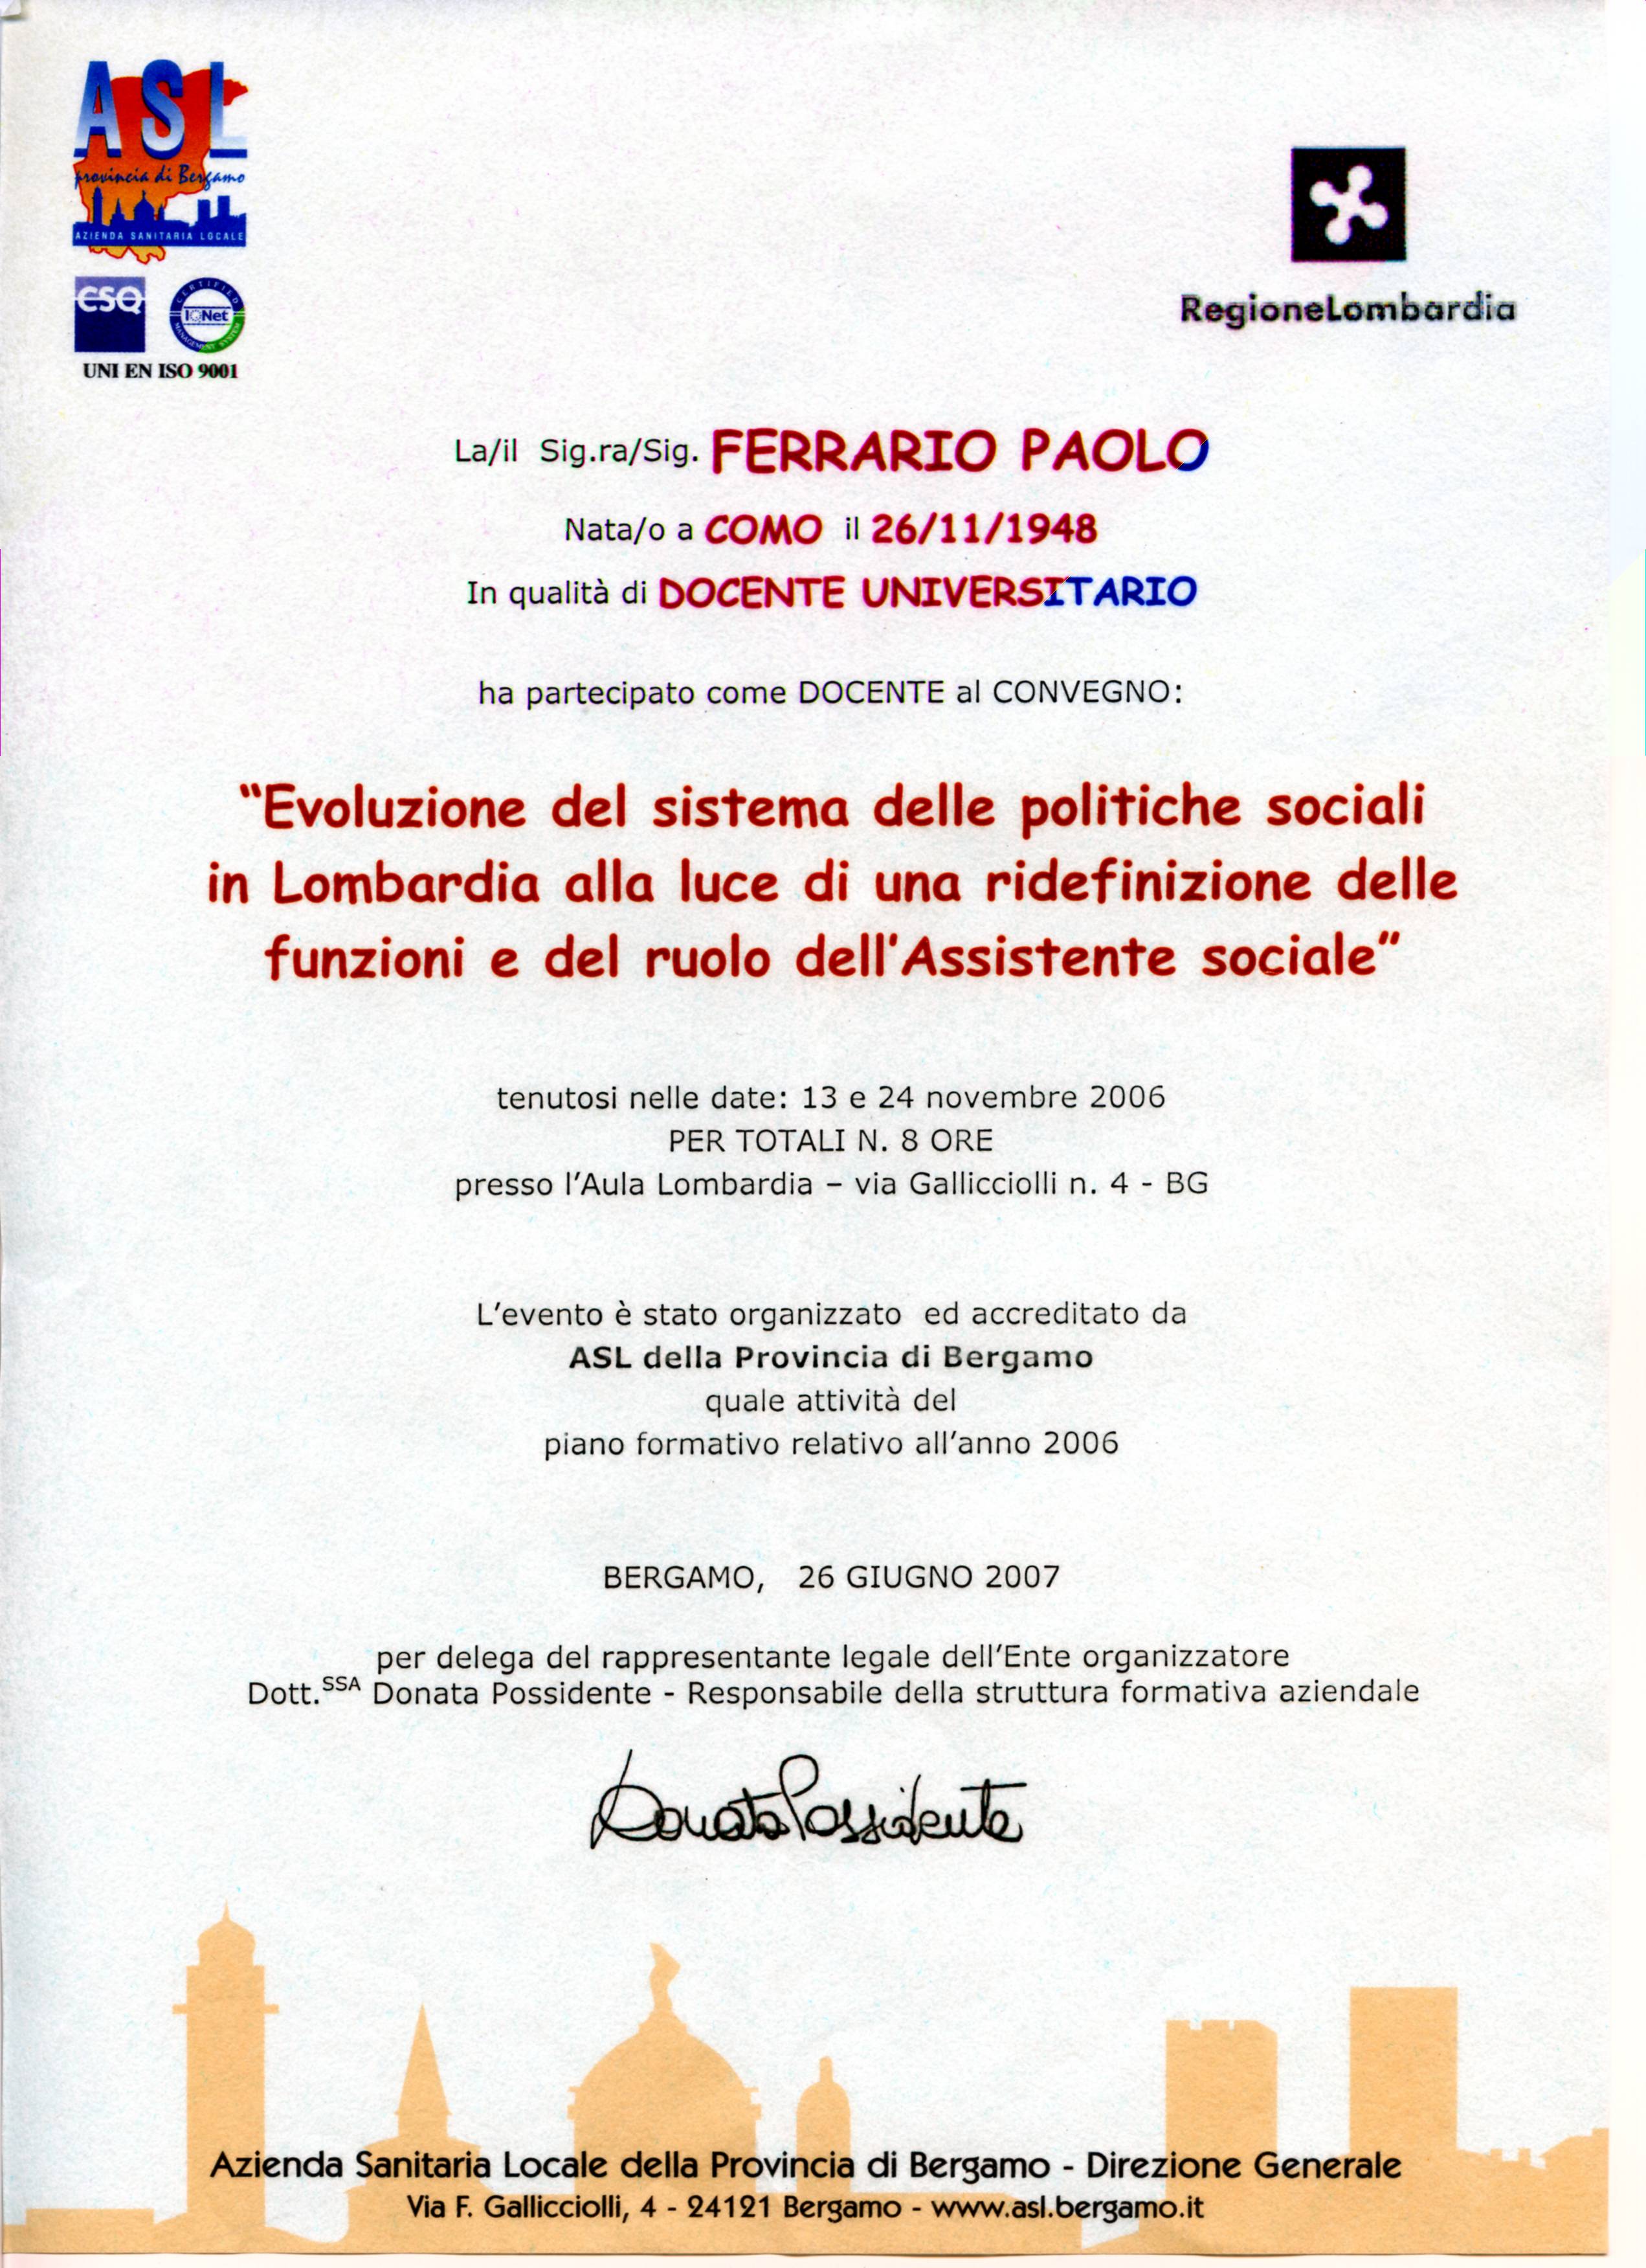 ASL
provincia di Bergamo
AZIENDA SANITARIA LOCALE
CSQ
CERTIFIED
IQNet
MANAGEMENT SYSTEM
UNI EN ISO 9001
RegioneLombardia
La/il Sig.ra/Sig. FERRARIO PAOLO
Nata/o a COMO il 26/11/1948
In qualità di DOCENTE UNIVERSITARIO
ha partecipato come DOCENTE al CONVEGNO:
“Evoluzione del sistema delle politiche sociali
in Lombardia alla luce di una ridefinizione delle
funzioni e del ruolo dell’Assistente sociale”
tenutosi nelle date: 13 e 24 novembre 2006
PER TOTALI N. 8 ORE
presso l’Aula Lombardia – via Gallicciolli n. 4 - BG
L’evento è stato organizzato ed accreditato da
ASL della Provincia di Bergamo
quale attività del
piano formativo relativo all’anno 2006
BERGAMO, 26 GIUGNO 2007
per delega del rappresentante legale dell’Ente organizzatore
Dott.SSA Donata Possidente - Responsabile della struttura formativa aziendale
Donata Possidente
Azienda Sanitaria Locale della Provincia di Bergamo - Direzione Generale
Via F. Gallicciolli, 4 - 24121 Bergamo - www.asl.bergamo.it